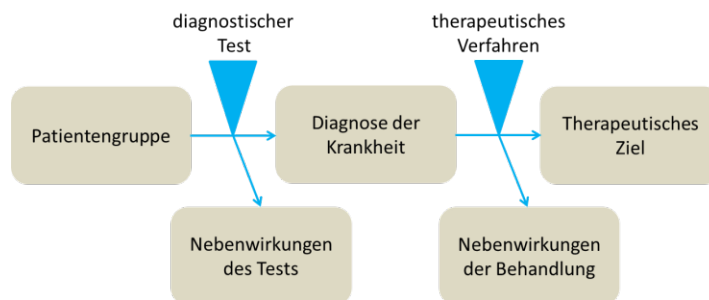 diagnostischer
Test
therapeutisches
Verfahren
Patientengruppe
Diagnose der
Krankheit
Therapeutisches
Ziel
Nebenwirkungen
des Tests
Nebenwirkungen
der Behandlung